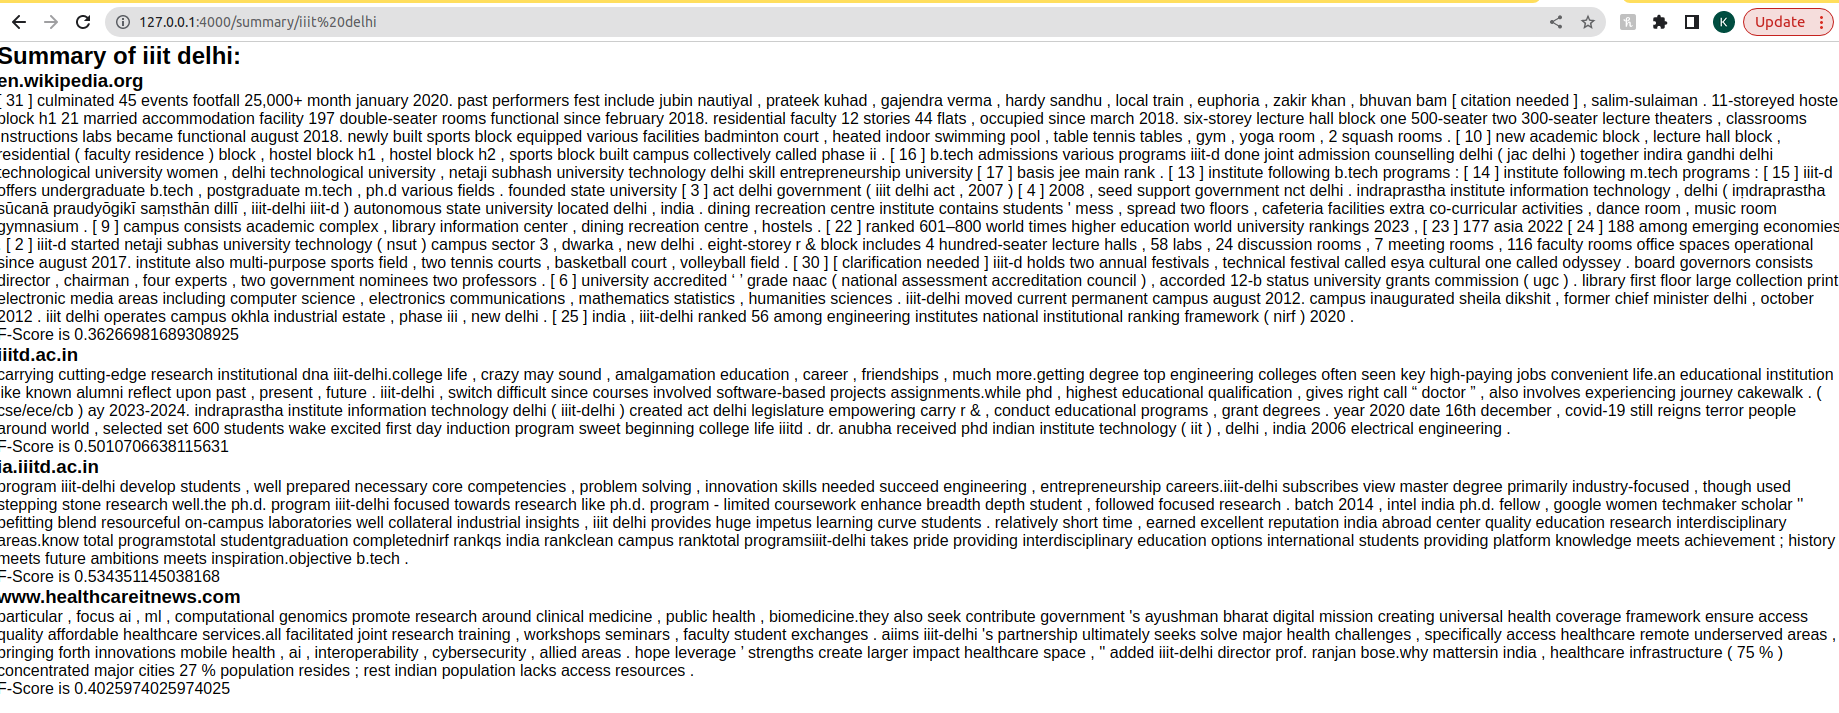 127.0.0.1:4000/summary/iiit%20delhi
K
Update
Summary of iiit delhi:
en.wikipedia.org
[ 31 ] culminated 45 events footfall 25,000+ month january 2020. past performers fest include jubin nautiyal , prateek kuhad , gajendra verma , hardy sandhu , local train , euphoria , zakir khan , bhuvan bam [ citation needed ] , salim-sulaiman . 11-storeyed hoste
block h1 21 married accommodation facility 197 double-seater rooms functional since february 2018. residential faculty 12 stories 44 flats , occupied since march 2018. six-storey lecture hall block one 500-seater two 300-seater lecture theaters , classrooms
instructions labs became functional august 2018. newly built sports block equipped various facilities badminton court , heated indoor swimming pool , table tennis tables , gym , yoga room , 2 squash rooms . [ 10 ] new academic block , lecture hall block ,
residential ( faculty residence ) block , hostel block h1 , hostel block h2 , sports block built campus collectively called phase ii . [ 16 ] b.tech admissions various programs iiit-d done joint admission counselling delhi ( jac delhi ) together indira gandhi delhi
technological university women , delhi technological university , netaji subhash university technology delhi skill entrepreneurship university [ 17 ] basis jee main rank . [ 13 ] institute following b.tech programs : [ 14 ] institute following m.tech programs : [ 15 ] iiit-d
offers undergraduate b.tech , postgraduate m.tech , ph.d various fields . founded state university [ 3 ] act delhi government ( iiit delhi act , 2007 ) [ 4 ] 2008 , seed support government nct delhi . indraprastha institute information technology , delhi ( iṃdraprastha
sūcanā praudyōgikī saṃsthān dillī , iiit-delhi iiit-d ) autonomous state university located delhi , india . dining recreation centre institute contains students ' mess , spread two floors , cafeteria facilities extra co-curricular activities , dance room , music room
gymnasium . [ 9 ] campus consists academic complex , library information center , dining recreation centre , hostels . [ 22 ] ranked 601–800 world times higher education world university rankings 2023 , [ 23 ] 177 asia 2022 [ 24 ] 188 among emerging economies
. [ 2 ] iiit-d started netaji subhas university technology ( nsut ) campus sector 3 , dwarka , new delhi . eight-storey r & block includes 4 hundred-seater lecture halls , 58 labs , 24 discussion rooms , 7 meeting rooms , 116 faculty rooms office spaces operational
since august 2017. institute also multi-purpose sports field , two tennis courts , basketball court , volleyball field . [ 30 ] [ clarification needed ] iiit-d holds two annual festivals , technical festival called esya cultural one called odyssey . board governors consists
director , chairman , four experts , two government nominees two professors . [ 6 ] university accredited ‘ ’ grade naac ( national assessment accreditation council ) , accorded 12-b status university grants commission ( ugc ) . library first floor large collection print
electronic media areas including computer science , electronics communications , mathematics statistics , humanities sciences . iiit-delhi moved current permanent campus august 2012. campus inaugurated sheila dikshit , former chief minister delhi , october
2012 . iiit delhi operates campus okhla industrial estate , phase iii , new delhi . [ 25 ] india , iiit-delhi ranked 56 among engineering institutes national institutional ranking framework ( nirf ) 2020 .
F-Score is 0.36266981689308925
iiitd.ac.in
carrying cutting-edge research institutional dna iiit-delhi.college life , crazy may sound , amalgamation education , career , friendships , much more.getting degree top engineering colleges often seen key high-paying jobs convenient life.an educational institution
like known alumni reflect upon past , present , future . iiit-delhi , switch difficult since courses involved software-based projects assignments.while phd , highest educational qualification , gives right call “ doctor ” , also involves experiencing journey cakewalk . (
cse/ece/cb ) ay 2023-2024. indraprastha institute information technology delhi ( iiit-delhi ) created act delhi legislature empowering carry r & , conduct educational programs , grant degrees . year 2020 date 16th december , covid-19 still reigns terror people
around world , selected set 600 students wake excited first day induction program sweet beginning college life iiitd . dr. anubha received phd indian institute technology ( iit ) , delhi , india 2006 electrical engineering .
F-Score is 0.5010706638115631
ia.iiitd.ac.in
program iiit-delhi develop students , well prepared necessary core competencies , problem solving , innovation skills needed succeed engineering , entrepreneurship careers.iiit-delhi subscribes view master degree primarily industry-focused , though used
stepping stone research well.the ph.d. program iiit-delhi focused towards research like ph.d. program - limited coursework enhance breadth depth student , followed focused research . batch 2014 , intel india ph.d. fellow , google women techmaker scholar ''
befitting blend resourceful on-campus laboratories well collateral industrial insights , iiit delhi provides huge impetus learning curve students . relatively short time , earned excellent reputation india abroad center quality education research interdisciplinary
areas.know total programstotal studentgraduation completednirf rankqs india rankclean campus ranktotal programsiiit-delhi takes pride providing interdisciplinary education options international students providing platform knowledge meets achievement ; history
meets future ambitions meets inspiration.objective b.tech .
F-Score is 0.534351145038168
www.healthcareitnews.com
particular , focus ai , ml , computational genomics promote research around clinical medicine , public health , biomedicine.they also seek contribute government 's ayushman bharat digital mission creating universal health coverage framework ensure access
quality affordable healthcare services.all facilitated joint research training , workshops seminars , faculty student exchanges . aiims iiit-delhi 's partnership ultimately seeks solve major health challenges , specifically access healthcare remote underserved areas ,
bringing forth innovations mobile health , ai , interoperability , cybersecurity , allied areas . hope leverage ' strengths create larger impact healthcare space , '' added iiit-delhi director prof. ranjan bose.why mattersin india , healthcare infrastructure ( 75 % )
concentrated major cities 27 % population resides ; rest indian population lacks access resources .
F-Score is 0.4025974025974025